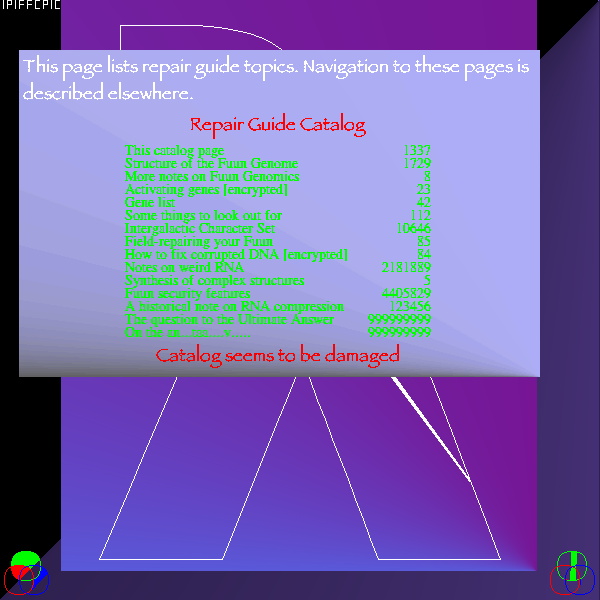 This page lists repair guide topics. Navigation to these pages is
described elsewhere.
Repair Guide Catalog
This catalog page 1337
Structure of the Fuun Genome 1729
More notes on Fuun Genomics 8
Activating genes [encrypted] 23
Gene list 42
Some things to look out for 112
Intergalactic Character Set 10646
Field-repairing your Fuun 85
How to fix corrupted DNA [encrypted] 84
Notes on weird RNA 2181889
Synthesis of complex structures 5
Fuun security features 4405829
A historical note on RNA compression 123456
The question to the Ultimate Answer 999999999
999999999
Catalog seems to be damaged